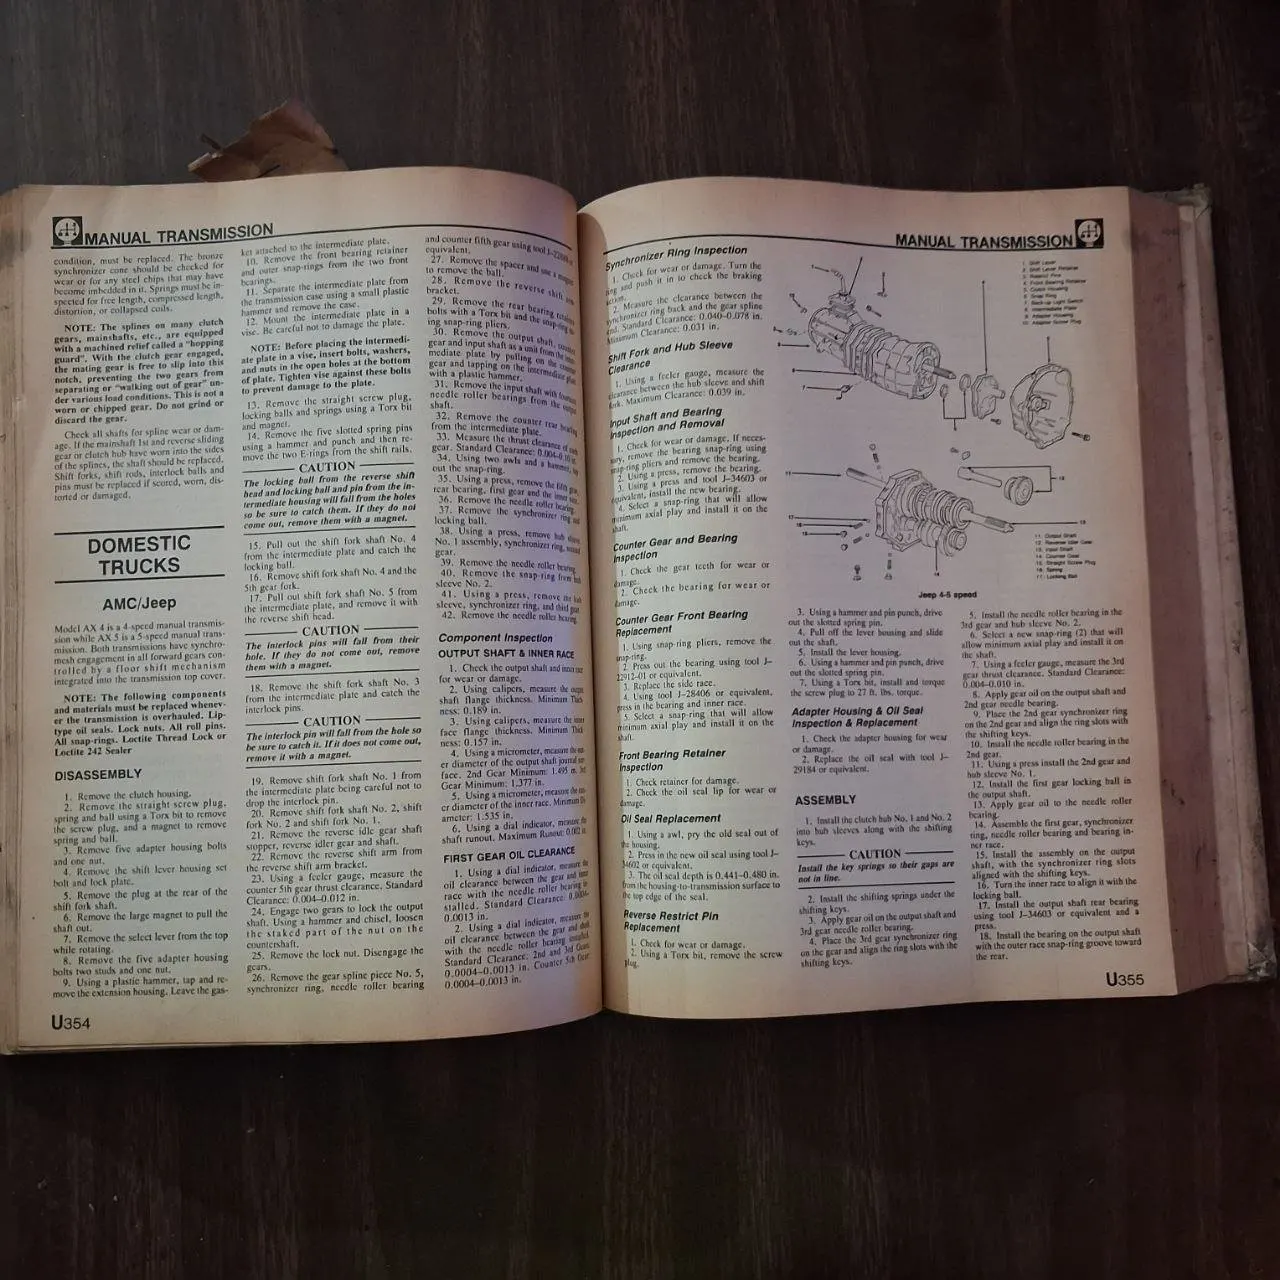 MANUAL TRANSMISSION
condition, must be replaced. The bronze
synchronizer cone should be checked for
wear or for any steel chips that may have
become imbedded in it. Springs must be in-
spected for free length, compressed length,
distortion, or collapsed coils.
NOTE: The splines on many clutch
gears, mainshafts, etc., are equipped
with a machined relief called a "hopping
guard". With the clutch gear engaged,
the mating gear is free to slip into this
notch, preventing the two gears from
separating or "walking out of gear" un-
der various load conditions. This is not a
worn or chipped gear. Do not grind or
discard the gear.
Check all shafts for spline wear or dam-
age. If the mainshaft 1st and reverse sliding
gear or clutch hub have worn into the sides
of the splines, the shaft should be replaced.
Shift forks, shift rods, interlock balls and
pins must be replaced if scored, worn, dis-
torted or damaged.
DOMESTIC
TRUCKS
AMC/Jeep
Model AX 4 is a 4-speed manual transmis-
sion while AX 5 is a 5-speed manual trans-
mission. Both transmissions have synchro-
mesh engagement in all forward gears con-
trolled by a floor shift mechanism
integrated into the transmission top cover.
NOTE: The following components
and materials must be replaced whenev-
er the transmission is overhauled. Lip-
type oil seals. Lock nuts. All roll pins.
All snap-rings. Loctite Thread Lock or
Loctite 242 Sealer
DISASSEMBLY
1. Remove the clutch housing.
2. Remove the straight screw plug,
spring and ball using a Torx bit to remove
the screw plug, and a magnet to remove
spring and ball.
3. Remove five adapter housing bolts
and one nut.
4. Remove the shift lever housing set
bolt and lock plate.
5. Remove the plug at the rear of the
shift fork shaft.
6. Remove the large magnet to pull the
shaft out.
7. Remove the select lever from the top
while rotating.
8. Remove the five adapter housing
bolts two studs and one nut.
9. Using a plastic hammer, tap and re-
move the extension housing. Leave the gas-
U354
ket attached to the intermediate plate.
10. Remove the front bearing retainer
and outer snap-rings from the two front
bearings.
11. Separate the intermediate plate from
the transmission case using a small plastic
hammer and remove the case.
12. Mount the intermediate plate in a
vise. Be careful not to damage the plate.
NOTE: Before placing the intermedi-
ate plate in a vise, insert bolts, washers,
and nuts in the open holes at the bottom
of plate. Tighten vise against these bolts
to prevent damage to the plate.
13. Remove the straight screw plug,
locking balls and springs using a Torx bit
and magnet.
14. Remove the five slotted spring pins
using a hammer and punch and then re-
move the two E-rings from the shift rails.
CAUTION
The locking ball from the reverse shift
head and locking ball and pin from the in-
termediate housing will fall from the holes
so be sure to catch them. If they do not
come out, remove them with a magnet.
15. Pull out the shift fork shaft No. 4
from the intermediate plate and catch the
locking ball.
16. Remove shift fork shaft No. 4 and the
5th gear fork.
17. Pull out shift fork shaft No. 5 from
the intermediate plate, and remove it with
the reverse shift head.
CAUTION
The interlock pins will fall from their
hole. If they do not come out, remove
them with a magnet.
18. Remove the shift fork shaft No. 3
from the intermediate plate and catch the
interlock pins.
CAUTION
The interlock pin will fall from the hole so
be sure to catch it. If it does not come out,
remove it with a magnet.
19. Remove shift fork shaft No. 1 from
the intermediate plate being careful not to
drop the interlock pin.
20. Remove shift fork shaft No. 2, shift
fork No. 2 and shift fork No. 1.
21. Remove the reverse idle gear shaft
stopper, reverse idler gear and shaft.
22. Remove the reverse shift arm from
the reverse shift arm bracket.
23. Using a feeler gauge, measure the
counter 5th gear thrust clearance. Standard
Clearance: 0.004–0.012 in.
24. Engage two gears to lock the output
shaft. Using a hammer and chisel, loosen
the staked part of the nut on the
countershaft.
25. Remove the lock nut. Disengage the
gears.
26. Remove the gear spline piece No. 5,
synchronizer ring, needle roller bearing
and counter fifth gear using tool
equivalent.
27. Remove the spacer and use a magnet
to remove the ball.
28. Remove the reverse shift arm
bracket.
29. Remove the rear bearing retaining
bolts with a Torx bit and the snap-ring us-
ing snap-ring pliers.
30. Remove the output shaft, counter
gear and input shaft as a unit from the inter-
mediate plate by pulling on the counter
gear and tapping on the intermediate plate
with a plastic hammer.
31. Remove the input shaft with fourteen
needle roller bearings from the output
shaft.
32. Remove the counter rear bearing
from the intermediate plate.
33. Measure the thrust clearance of each
gear. Standard Clearance: 0.004–0.10 in.
34. Using two awls and a hammer, tap
out the snap-ring.
35. Using a press, remove the fifth gear,
rear bearing, first gear and the inner race.
36. Remove the needle roller bearing.
37. Remove the synchronizer ring and
locking ball.
38. Using a press, remove hub sleeve
No. 1 assembly, synchronizer ring, second
gear.
39. Remove the needle roller bearing.
40. Remove the snap-ring from hub
sleeve No. 2.
41. Using a press, remove the hub
sleeve, synchronizer ring, and third gear.
42. Remove the needle roller bearing.
Component Inspection
OUTPUT SHAFT & INNER RACE
1. Check the output shaft and inner race
for wear or damage.
2. Using calipers, measure the output
shaft flange thickness. Minimum Thick-
ness: 0.189 in.
3. Using calipers, measure the inner
face flange thickness. Minimum Thick-
ness: 0.157 in.
4. Using a micrometer, measure the out-
er diameter of the output shaft journal sur-
face. 2nd Gear Minimum: 1.495 in. 3rd
Gear Minimum: 1.377 in.
5. Using a micrometer, measure the out-
er diameter of the inner race. Minimum Di-
ameter: 1.535 in.
6. Using a dial indicator, measure the
shaft runout. Maximum Runout: 0.002 in.
FIRST GEAR OIL CLEARANCE
1. Using a dial indicator, measure the
oil clearance between the gear and inner
race with the needle roller bearing in-
stalled. Standard Clearance: 0.0004–
0.0013 in.
2. Using a dial indicator, measure the
oil clearance between the gear and shaft
with the needle roller bearing installed.
Standard Clearance: 2nd and 3rd Gears
0.0004–0.0013 in. Counter 5th Gear
0.0004–0.0013 in.
MANUAL TRANSMISSION
Synchronizer Ring Inspection
1. Check for wear or damage. Turn the
ring and push it in to check the braking
action.
2. Measure the clearance between the
synchronizer ring back and the gear spline
end. Standard Clearance: 0.040–0.078 in.
Minimum Clearance: 0.031 in.
Shift Fork and Hub Sleeve
Clearance
1. Using a feeler gauge, measure the
clearance between the hub sleeve and shift
fork. Maximum Clearance: 0.039 in.
Input Shaft and Bearing
Inspection and Removal
1. Check for wear or damage. If neces-
sary, remove the bearing snap-ring using
snap-ring pliers and remove the bearing.
2. Using a press, remove the bearing.
3. Using a press and tool J–34603 or
equivalent, install the new bearing.
4. Select a snap-ring that will allow
minimum axial play and install it on the
shaft.
Counter Gear and Bearing
Inspection
1. Check the gear teeth for wear or
damage.
2. Check the bearing for wear or
damage.
Counter Gear Front Bearing
Replacement
1. Using snap-ring pliers, remove the
snap-ring.
2. Press out the bearing using tool J–
22912-01 or equivalent.
3. Replace the side race.
4. Using tool J–28406 or equivalent,
press in the bearing and inner race.
5. Select a snap-ring that will allow
minimum axial play and install it on the
shaft.
Front Bearing Retainer
Inspection
1. Check retainer for damage.
2. Check the oil seal lip for wear or
damage.
Oil Seal Replacement
1. Using a awl, pry the old seal out of
the housing.
2. Press in the new oil seal using tool J–
34602 or equivalent.
3. The oil seal depth is 0.441–0.480 in.
from the housing-to-transmission surface to
the top edge of the seal.
Reverse Restrict Pin
Replacement
1. Check for wear or damage.
2. Using a Torx bit, remove the screw
plug.
1. Shift Lever
2. Shift Lever Retainer
3. Restrict Pins
4. Front Bearing Retainer
5. Clutch Housing
6. Snap Ring
7. Back-up Light Switch
8. Intermediate Plate
9. Adapter Housing
10. Adapter Screw Plug
11. Output Shaft
12. Reverse Idler Gear
13. Input Shaft
14. Counter Gear
15. Straight Screw Plug
16. Spring
17. Locking Ball
Jeep 4-5 speed
3. Using a hammer and pin punch, drive
out the slotted spring pin.
4. Pull off the lever housing and slide
out the shaft.
5. Install the lever housing.
6. Using a hammer and pin punch, drive
out the slotted spring pin.
7. Using a Torx bit, install and torque
the screw plug to 27 ft. lbs. torque.
Adapter Housing & Oil Seal
Inspection & Replacement
1. Check the adapter housing for wear
or damage.
2. Replace the oil seal with tool J–
29184 or equivalent.
ASSEMBLY
1. Install the clutch hub No. 1 and No. 2
into hub sleeves along with the shifting
keys.
CAUTION
Install the key springs so their gaps are
not in line.
2. Install the shifting springs under the
shifting keys.
3. Apply gear oil on the output shaft and
3rd gear needle roller bearing.
4. Place the 3rd gear synchronizer ring
on the gear and align the ring slots with the
shifting keys.
5. Install the needle roller bearing in the
3rd gear and hub sleeve No. 2.
6. Select a new snap-ring (2) that will
allow minimum axial play and install it on
the shaft.
7. Using a feeler gauge, measure the 3rd
gear thrust clearance. Standard Clearance:
0.004–0.010 in.
8. Apply gear oil on the output shaft and
2nd gear needle bearing.
9. Place the 2nd gear synchronizer ring
on the 2nd gear and align the ring slots with
the shifting keys.
10. Install the needle roller bearing in the
2nd gear.
11. Using a press install the 2nd gear and
hub sleeve No. 1.
12. Install the first gear locking ball in
the output shaft.
13. Apply gear oil to the needle roller
bearing.
14. Assemble the first gear, synchronizer
ring, needle roller bearing and bearing in-
ner race.
15. Install the assembly on the output
shaft, with the synchronizer ring slots
aligned with the shifting keys.
16. Turn the inner race to align it with the
locking ball.
17. Install the output shaft rear bearing
using tool J–34603 or equivalent and a
press.
18. Install the bearing on the output shaft
with the outer race snap-ring groove toward
the rear.
U355